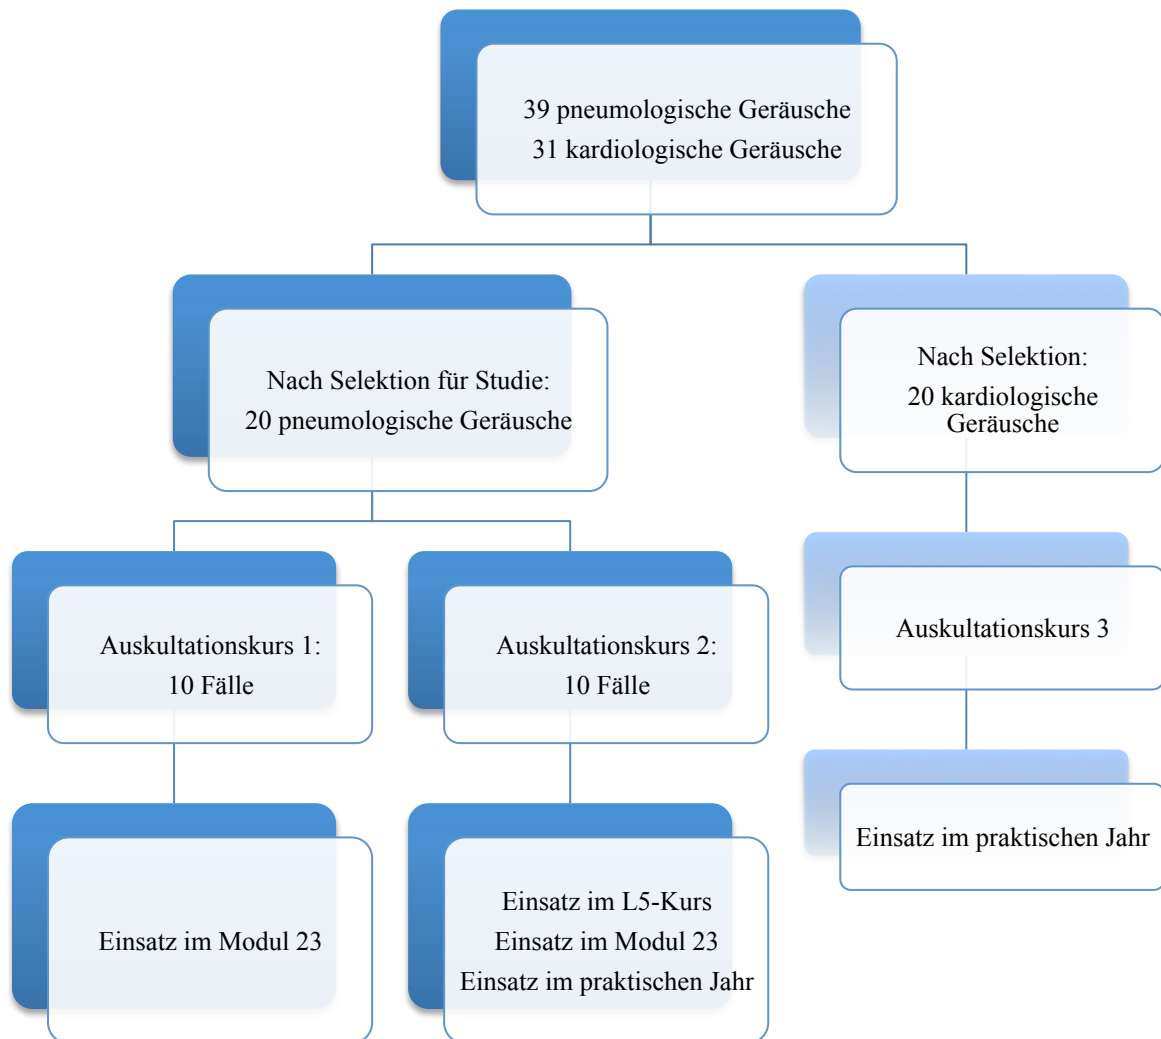 39 pneumologische Geräusche
31 kardiologische Geräusche
Nach Selektion für Studie:
20 pneumologische Geräusche
Nach Selektion:
20 kardiologische
Geräusche
Auskultationskurs 1:
10 Fälle
Auskultationskurs 2:
10 Fälle
Auskultationskurs 3
Einsatz im Modul 23
Einsatz im L5-Kurs
Einsatz im Modul 23
Einsatz im praktischen Jahr
Einsatz im praktischen Jahr